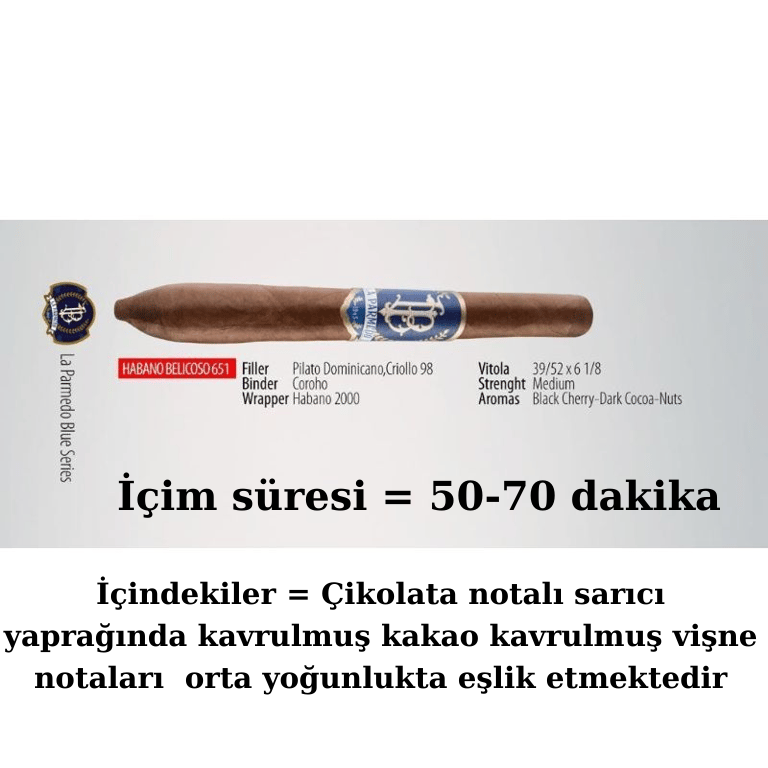 HABANO BELICOSO 651
Filler Pilato Dominicano,Criollo 98
Binder Coroho
Wrapper Habano 2000
Vitola 39/52 x 6 1/8
Strenght Medium
Aromas Black Cherry-Dark Cocoa-Nuts
La Parmedo Blue Series
İçim süresi = 50-70 dakika
İçindekiler = Çikolata notalı sarıcı
yaprağında kavrulmuş kakao kavrulmuş vişne
notaları orta yoğunlukta eşlik etmektedir